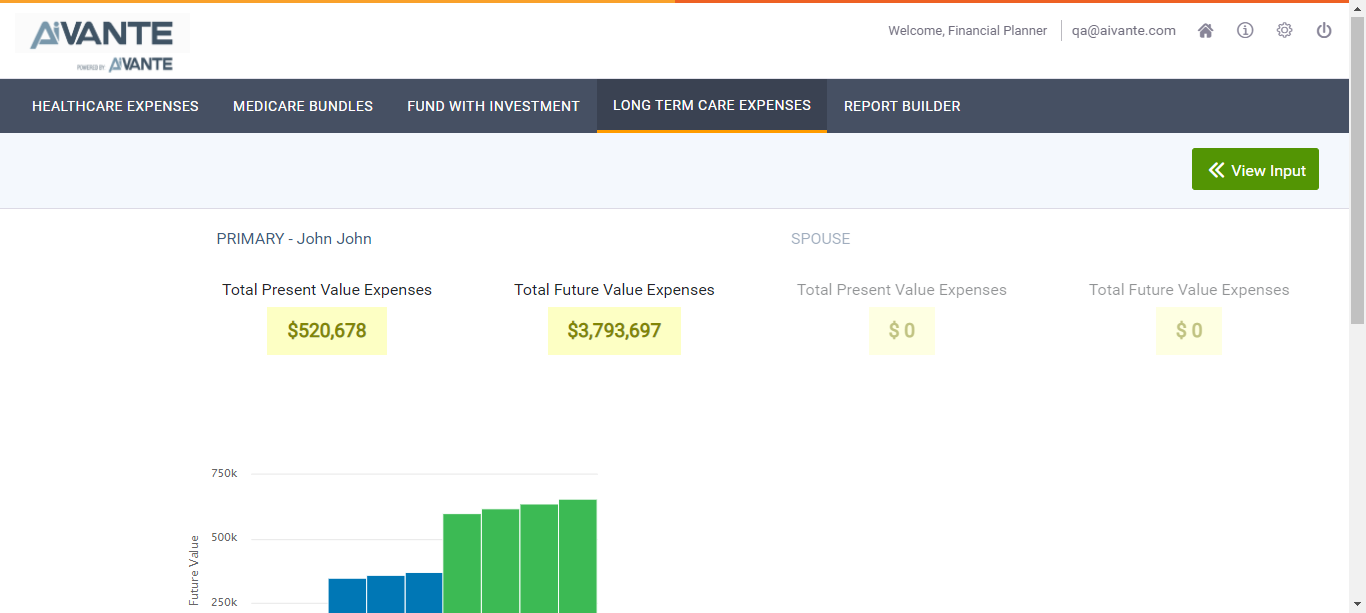 AiVANTE
POWERED BY AiVANTE
Welcome, Financial Planner qa@aivante.com
HEALTHCARE EXPENSES MEDICARE BUNDLES FUND WITH INVESTMENT LONG TERM CARE EXPENSES REPORT BUILDER
View Input
PRIMARY - John John SPOUSE
Total Present Value Expenses Total Future Value Expenses Total Present Value Expenses Total Future Value Expenses
$520,678 $3,793,697 $ 0 $ 0
750k
500k
250k
Future Value